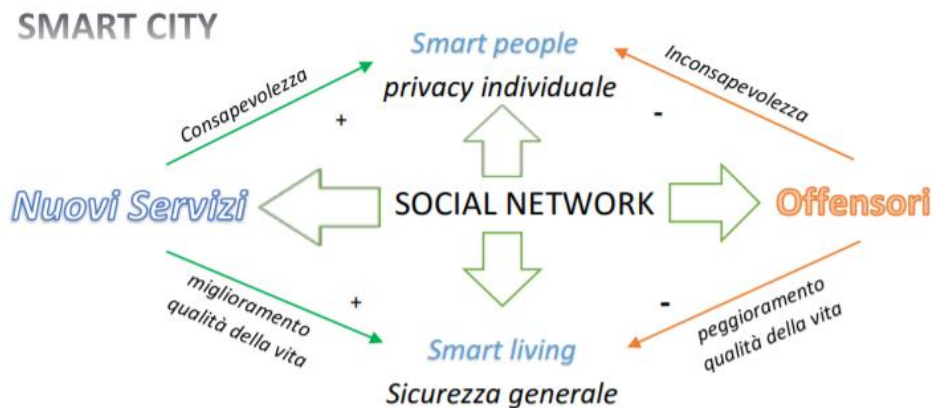 SMART CITY
Smart people
privacy individuale
Consapevolezza
+
Inconsapevolezza
-
Nuovi Servizi
SOCIAL NETWORK
Offensori
miglioramento
qualità della vita
+
-
peggioramento
qualità della vita
Smart living
Sicurezza generale